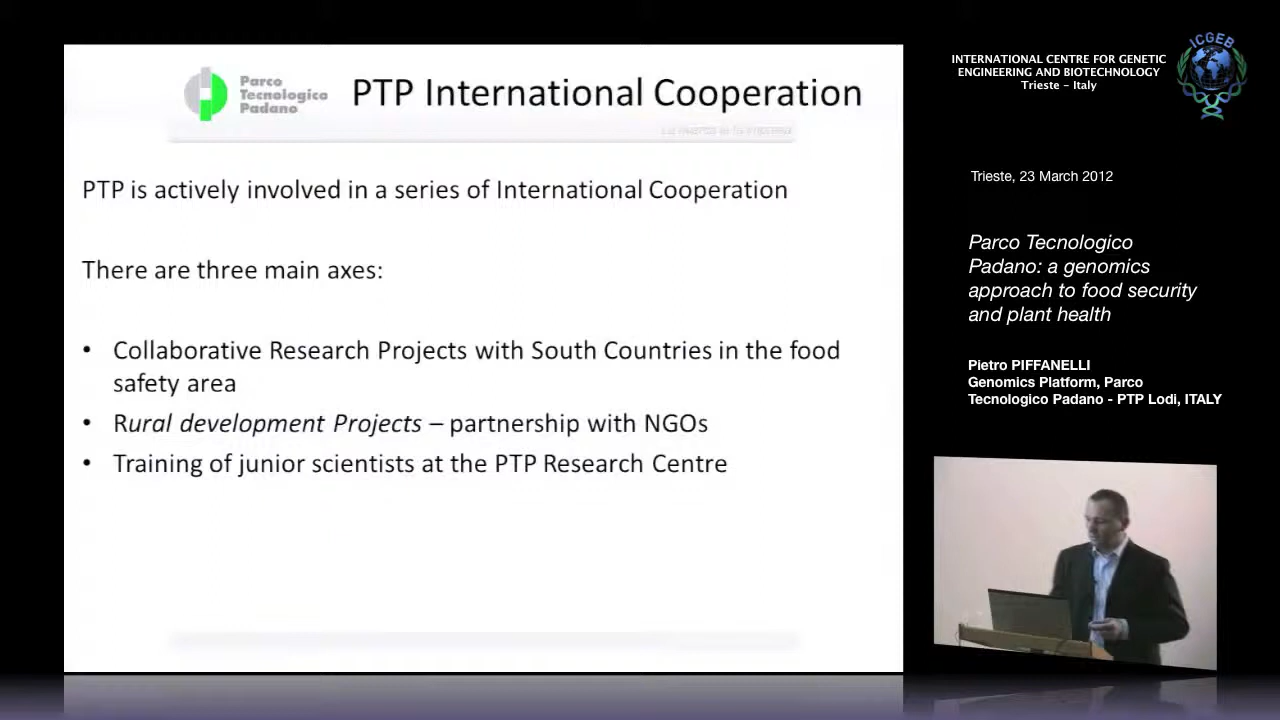 Parco
Tecnologico
Padano
PTP International Cooperation
PTP is actively involved in a series of International Cooperation
There are three main axes:
• Collaborative Research Projects with South Countries in the food
safety area
• Rural development Projects – partnership with NGOs
• Training of junior scientists at the PTP Research Centre
INTERNATIONAL CENTRE FOR GENETIC
ENGINEERING AND BIOTECHNOLOGY
Trieste – Italy
ICGEB
Trieste, 23 March 2012
Parco Tecnologico
Padano: a genomics
approach to food security
and plant health
Pietro PIFFANELLI
Genomics Platform, Parco
Tecnologico Padano - PTP Lodi, ITALY